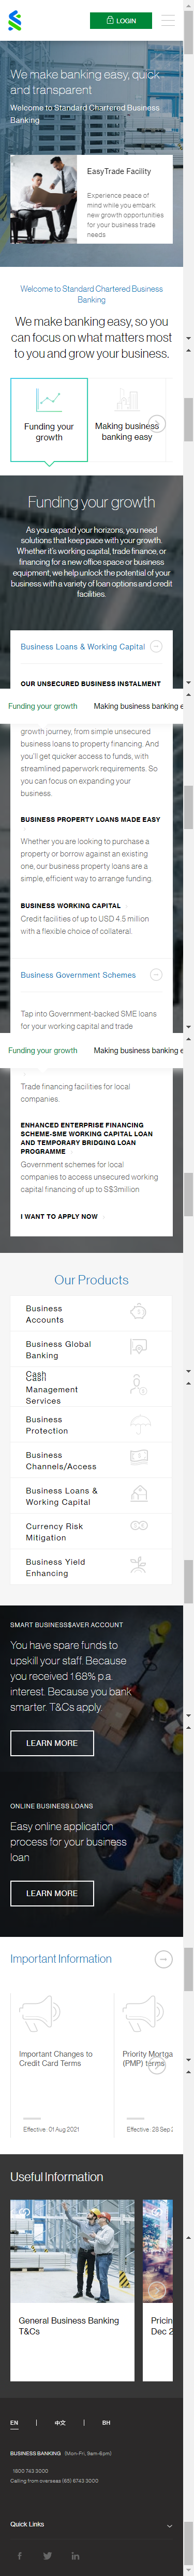 LOGIN
We make banking easy, quick
and transparent
Welcome to Standard Chartered Business
Banking
EasyTrade Facility
Experience peace of
mind while you embark
new growth opportunities
for your business trade
needs
Welcome to Standard Chartered Business
Banking
We make banking easy, so you
can focus on what matters most
to you and grow your business.
Funding your
growth
Making business
banking easy
Funding your growth
As you expand your horizons, you need
solutions that keep pace with your growth.
Whether it's working capital, trade finance, or
financing for a new office space or business
equipment, we help unlock the potential of your
business with a variety of loan options and credit
facilities.
Business Loans & Working Capital
OUR UNSECURED BUSINESS INSTALMENT
Funding your growth
Making business banking e
growth journey, from simple unsecured
business loans to property financing. And
you'll get quicker access to funds, with
streamlined paperwork requirements. So
you can focus on expanding your
business.
BUSINESS PROPERTY LOANS MADE EASY
Whether you are looking to purchase a
property or borrow against an existing
one, our business property loans are a
simple, efficient way to arrange funding.
BUSINESS WORKING CAPITAL
Credit facilities of up to USD 4.5 million
with a flexible choice of collateral.
Business Government Schemes
Tap into Government-backed SME loans
for your working capital and trade
Funding your growth
Making business banking e
Trade financing facilities for local
companies.
ENHANCED ENTERPRISE FINANCING
SCHEME-SME WORKING CAPITAL LOAN
AND TEMPORARY BRIDGING LOAN
PROGRAMME
Government schemes for local
companies to access unsecured working
capital financing of up to S$3million
I WANT TO APPLY NOW
Our Products
Business
Accounts
Business Global
Banking
Cash
Cash
Management
Services
Business
Protection
Business
Channels/Access
Business Loans &
Working Capital
Currency Risk
Mitigation
Business Yield
Enhancing
SMART BUSINESS$AVER ACCOUNT
You have spare funds to
upskill your staff. Because
you received 1.68% p.a.
interest. Because you bank
smarter. T&Cs apply.
LEARN MORE
ONLINE BUSINESS LOANS
Easy online application
process for your business
loan
LEARN MORE
Important Information
Important Changes to
Credit Card Terms
Effective: 01 Aug 2021
Priority Mortga
(PMP) terms
Effective: 28 Sep 2
Useful Information
General Business Banking
T&Cs
Pricin
Dec 2
EN
中文
BH
BUSINESS BANKING (Mon-Fri, 9am-6pm)
1800 743 3000
Calling from overseas (65) 6743 3000
Quick Links